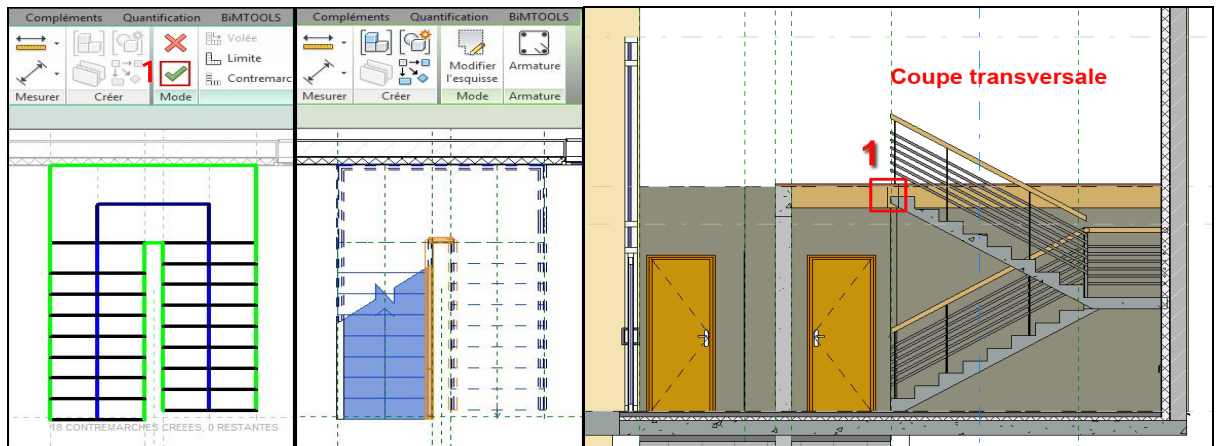 Compléments Quantification BiMTOOLS
Volée
Limite
Contremarc
1
Mesurer Créer Mode
18 CONTREMARCHES CREEES, 0 RESTANTES
Compléments Quantification BiMTOOLS
Modifier
l'esquisse
Armature
Mesurer Créer Mode Armature
Coupe transversale
1